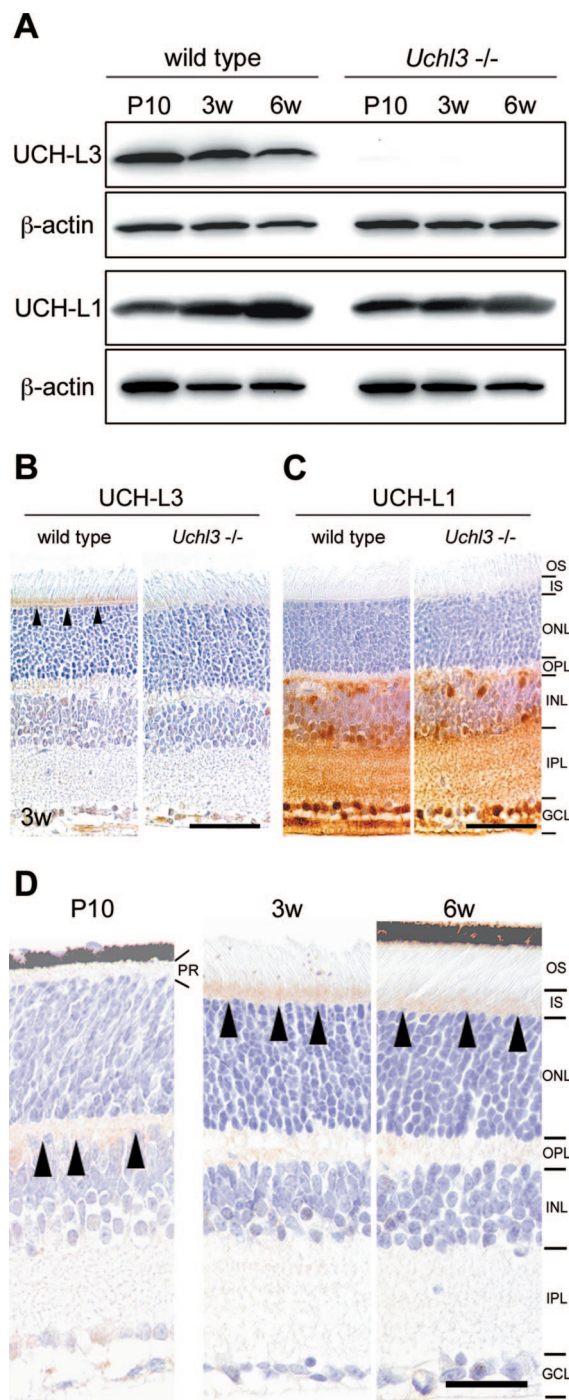 A
wild type Uchl3 -/-
P10 3w 6w P10 3w 6w
UCH-L3
β-actin
UCH-L1
β-actin
B C
UCH-L3 UCH-L1
wild type Uchl3 -/- wild type Uchl3 -/-
OS
IS
ONL
OPL
INL
IPL
GCL
3w
D
P10 3w 6w
PR
OS
IS
ONL
OPL
INL
IPL
GCL